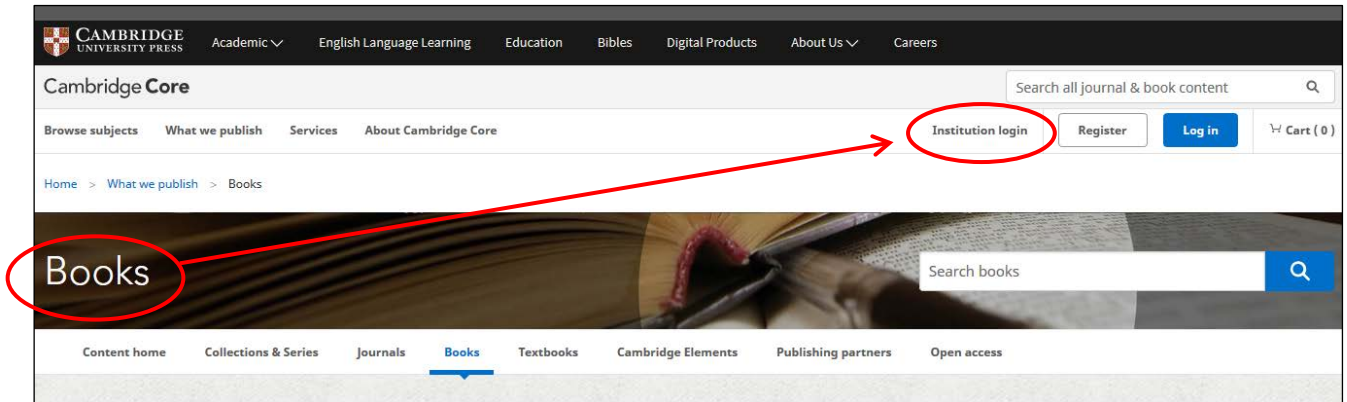 CAMBRIDGE
UNIVERSITY PRESS
Academic English Language Learning Education Bibles Digital Products About Us Careers
Cambridge Core
Search all journal & book content
Browse subjects What we publish Services About Cambridge Core
Institution login Register Log in Cart ( 0 )
Home > What we publish > Books
Books
Search books
Content home Collections & Series Journals Books Textbooks Cambridge Elements Publishing partners Open access